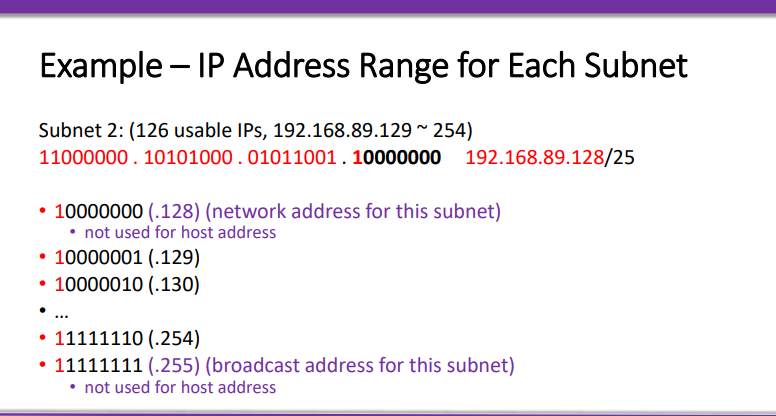 Example – IP Address Range for Each Subnet
Subnet 2: (126 usable IPs, 192.168.89.129 ~ 254)
11000000 . 10101000 . 01011001 . 10000000 192.168.89.128/25
• 10000000 (.128) (network address for this subnet)
• not used for host address
• 10000001 (.129)
• 10000010 (.130)
• ...
• 11111110 (.254)
• 11111111 (.255) (broadcast address for this subnet)
• not used for host address